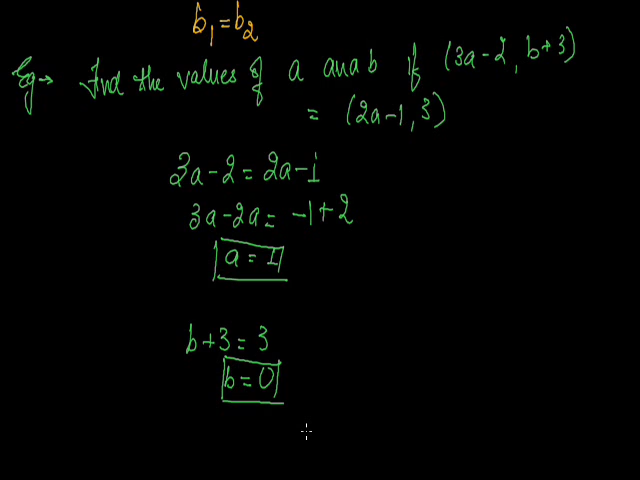 b₁=b₂
Eg→ Find the values of a and b if (3a-2, b+3)
= (2a-1, 3)
3a-2 = 2a-1
3a-2a = -1+2
a = 1
b+3 = 3
b = 0